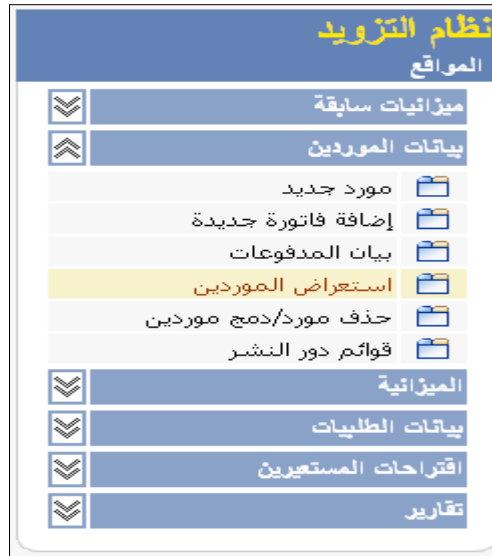 نظام التزويد
المواقع
ميزانيات سابقة
بيانات الموردين
مورد جديد
إضافة فاتورة جديدة
بيان المدفوعات
استعراض الموردين
حذف مورد/دمج موردين
قوائم دور النشر
الميزانية
بيانات الطلبيات
اقتراحات المستعيرين
تقارير